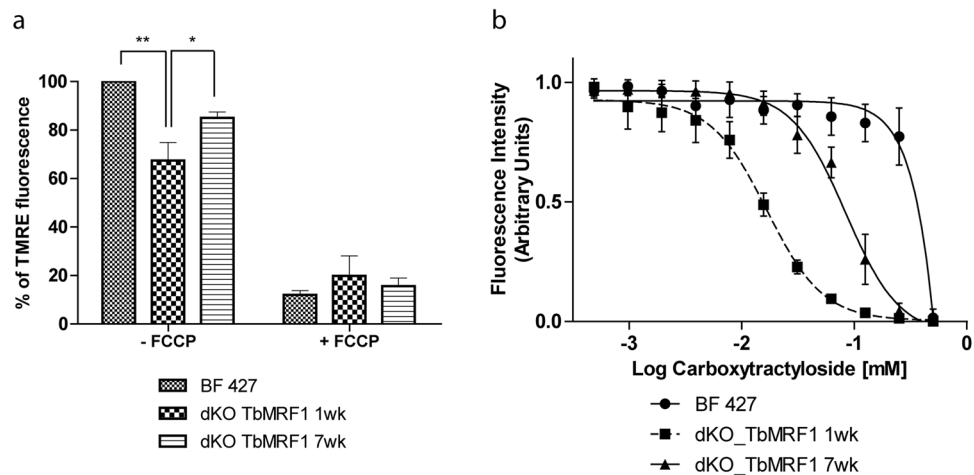 a
b
**
*
% of TMRE fluorescence
100
80
60
40
20
0
- FCCP
+ FCCP
BF 427
dKO TbMRF1 1wk
dKO TbMRF1 7wk
Fluorescence Intensity
(Arbitrary Units)
1.0
0.5
0.0
-3
-2
-1
0
Log Carboxytractyloside [mM]
BF 427
dKO_TbMRF1 1wk
dKO_TbMRF1 7wk